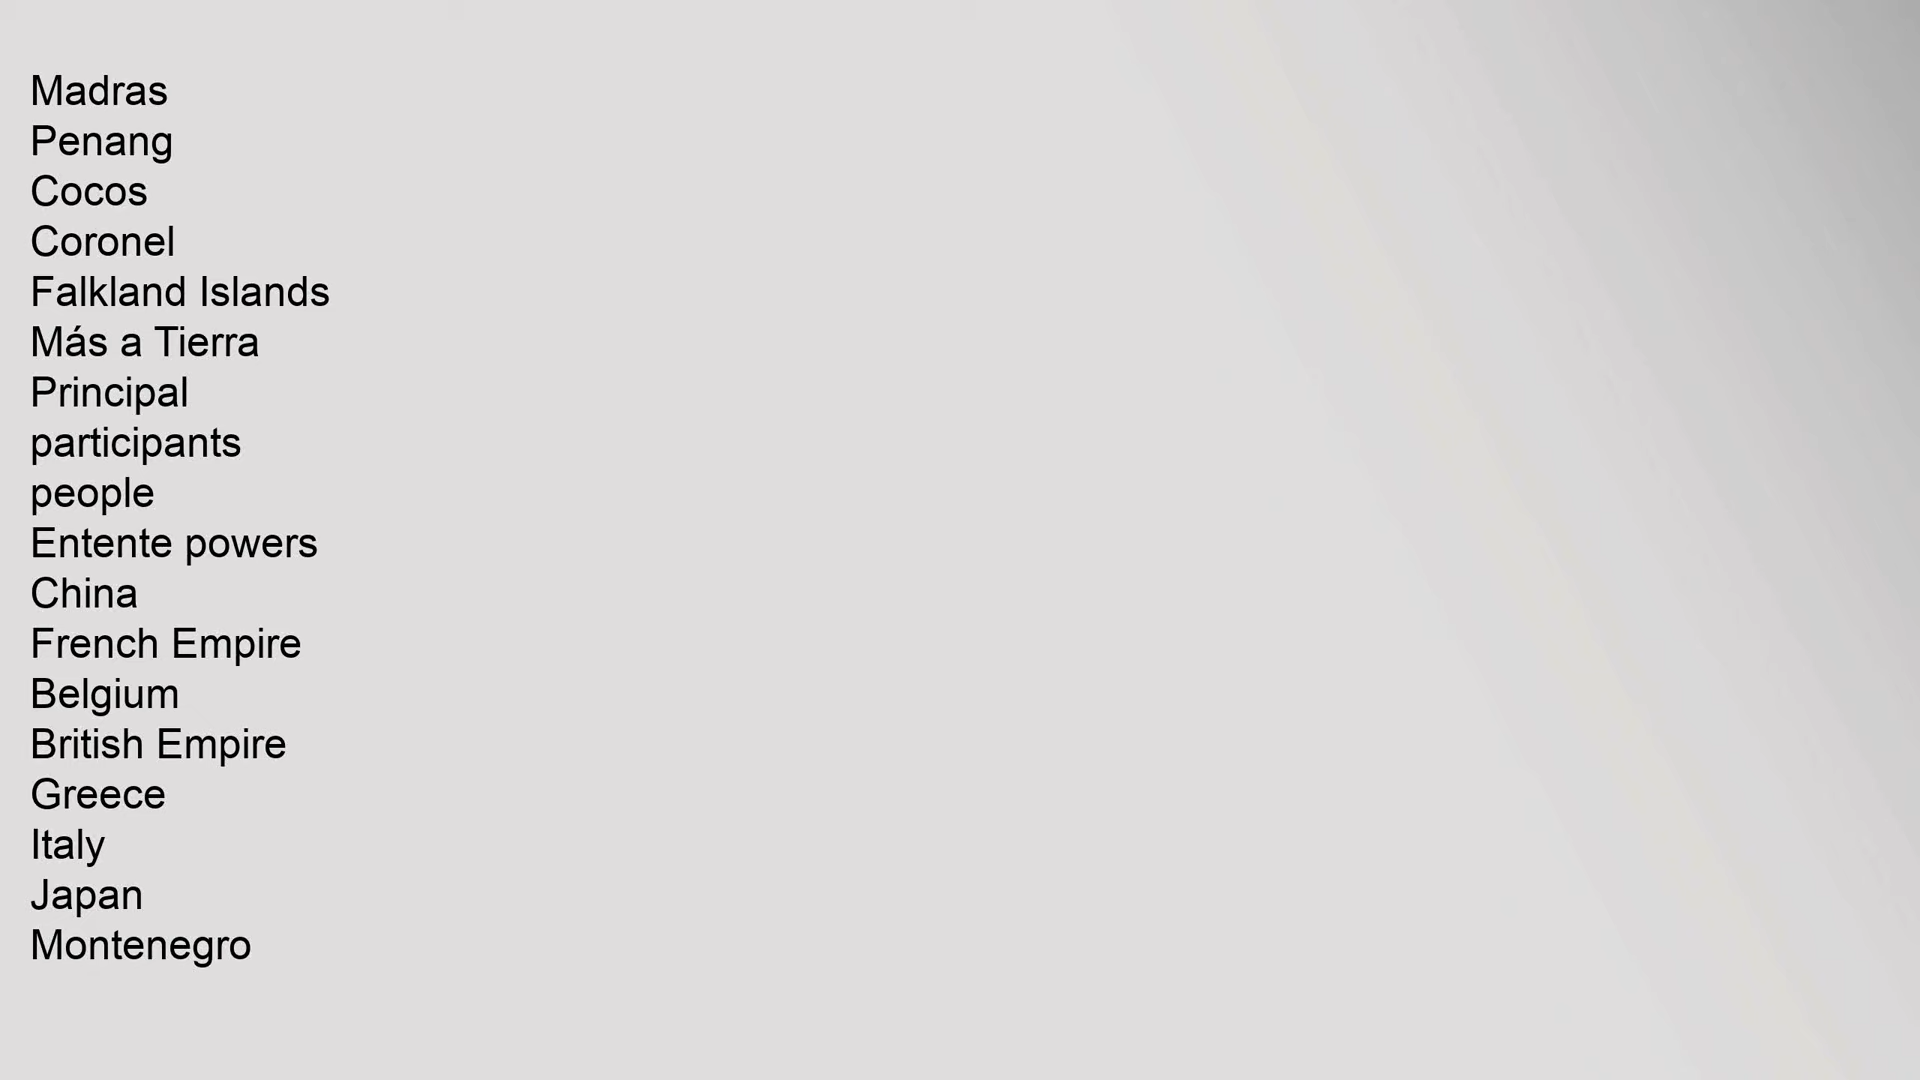 Madras
Penang
Cocos
Coronel
Falkland Islands
Más a Tierra
Principal
participants
people
Entente powers
China
French Empire
Belgium
British Empire
Greece
Italy
Japan
Montenegro